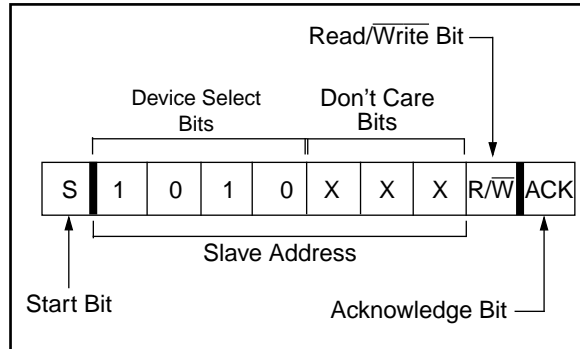 Read/Write Bit
Device Select
Bits
Don't Care
Bits
S 1 0 1 0 X X X R/W ACK
Slave Address
Start Bit
Acknowledge Bit